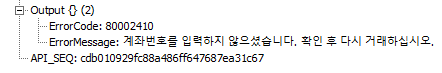 Output {} (2)
ErrorCode: 80002410
ErrorMessage: 계좌번호를 입력하지 않으셨습니다. 확인 후 다시 거래하십시오.
API_SEQ: cdb010929fc88a486ff647687ea31c67